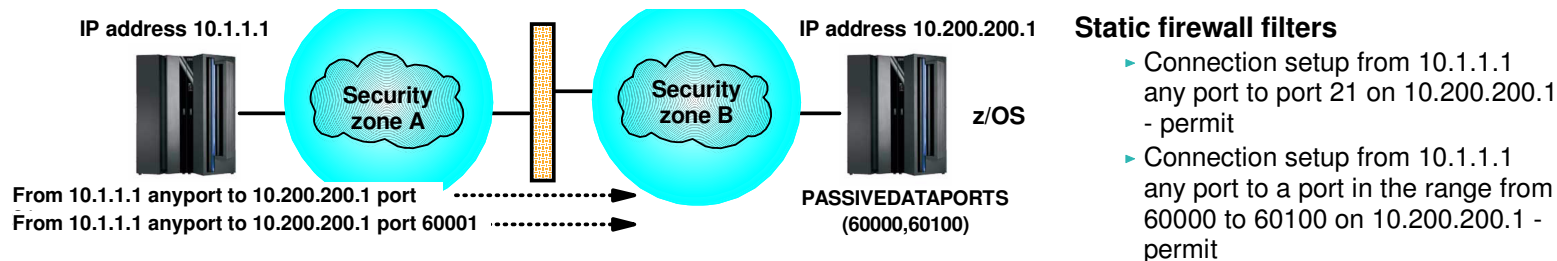 IP address 10.1.1.1
IP address 10.200.200.1
Security
zone A
Security
zone B
z/OS
From 10.1.1.1 anyport to 10.200.200.1 port
From 10.1.1.1 anyport to 10.200.200.1 port 60001
PASSIVEDATAPORTS
(60000,60100)
Static firewall filters
► Connection setup from 10.1.1.1
any port to port 21 on 10.200.200.1
- permit
► Connection setup from 10.1.1.1
any port to a port in the range from
60000 to 60100 on 10.200.200.1 -
permit